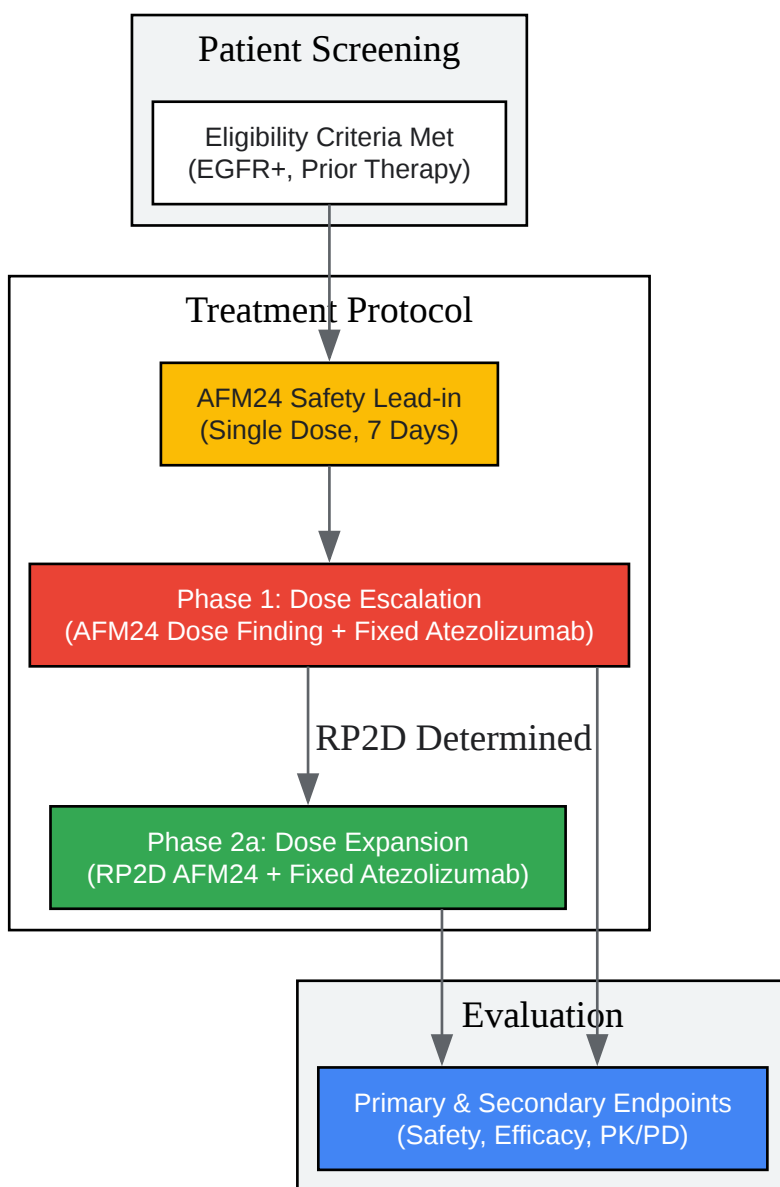 Patient Screening
Eligibility Criteria Met
(EGFR+, Prior Therapy)
Treatment Protocol
AFM24 Safety Lead-in
(Single Dose, 7 Days)
Phase 1: Dose Escalation
(AFM24 Dose Finding + Fixed Atezolizumab)
RP2D Determined
Phase 2a: Dose Expansion
(RP2D AFM24 + Fixed Atezolizumab)
Evaluation
Primary & Secondary Endpoints
(Safety, Efficacy, PK/PD)